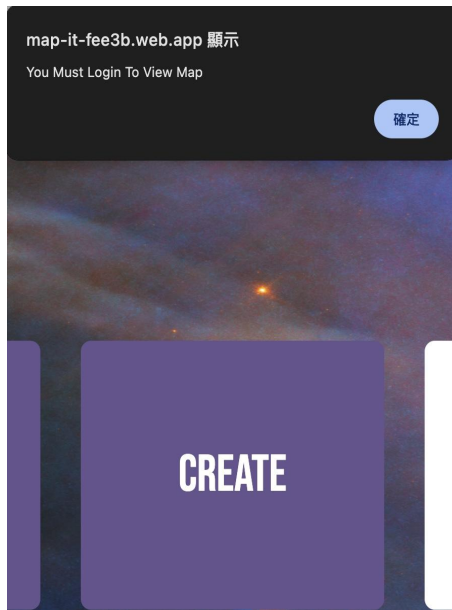 map-it-fee3b.web.app 顯示
You Must Login To View Map
確定
CREATE